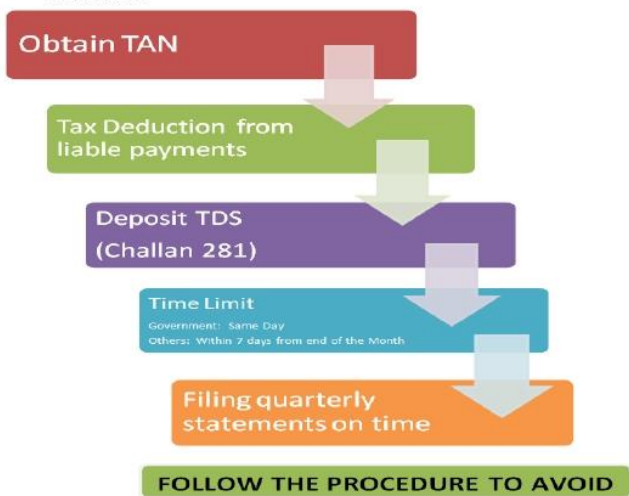 Obtain TAN
Tax Deduction from
liable payments
Deposit TDS
(Challan 281)
Time Limit
Government: Same Day
Others: Within 7 days from end of the Month
Filing quarterly
statements on time
FOLLOW THE PROCEDURE TO AVOID